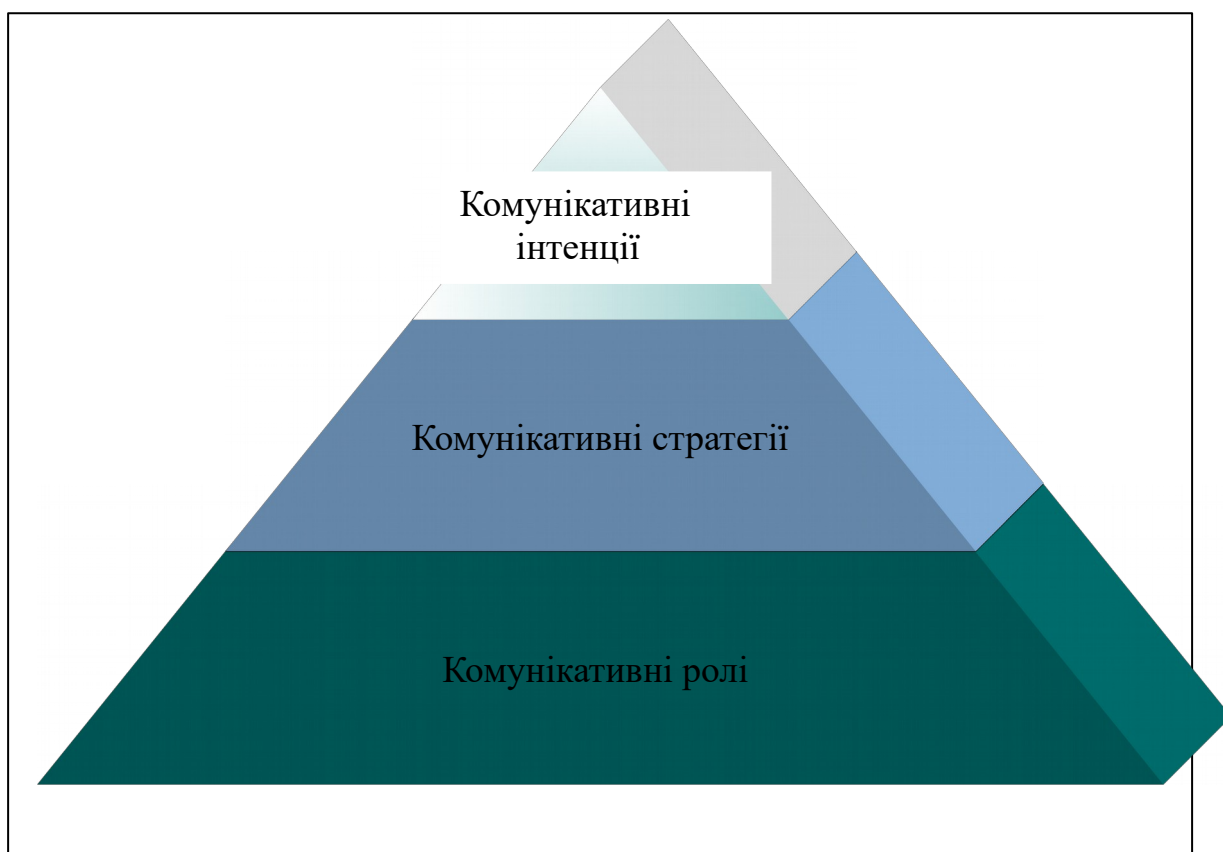 Комунікативні
інтенції
Комунікативні стратегії
Комунікативні ролі